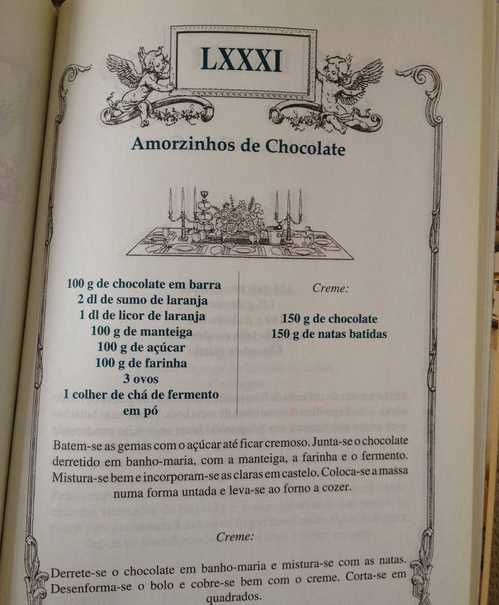 LXXXI
Amorzinhos de Chocolate
100 g de chocolate em barra
2 dl de sumo de laranja
1 dl de licor de laranja
100 g de manteiga
100 g de açúcar
100 g de farinha
3 ovos
1 colher de chá de fermento
em pó
Creme:
150 g de chocolate
150 g de natas batidas
Batem-se as gemas com o açúcar até ficar cremoso. Junta-se o chocolate
derretido em banho-maria, com a manteiga, a farinha e o fermento.
Mistura-se bem e incorporam-se as claras em castelo. Coloca-se a massa
numa forma untada e leva-se ao forno a cozer.
Creme:
Derrete-se o chocolate em banho-maria e mistura-se com as natas.
Desenforma-se o bolo e cobre-se bem com o creme. Corta-se em
quadrados.